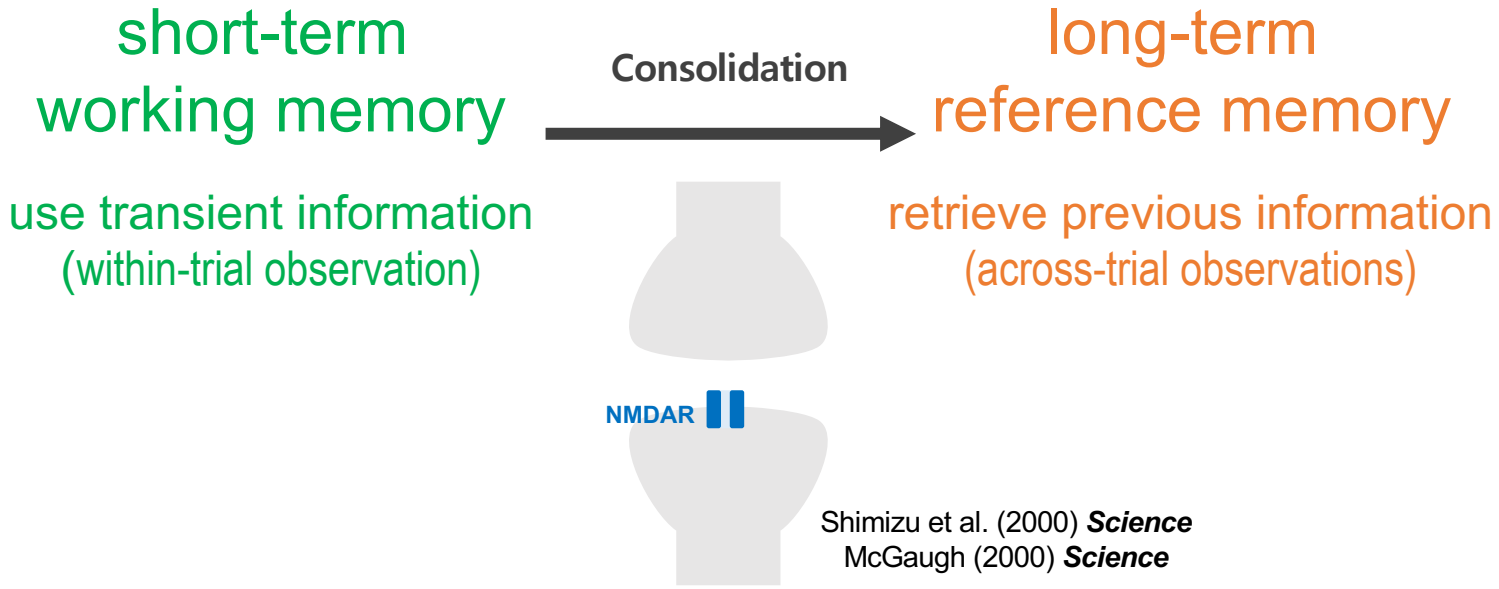 short-term
working memory
use transient information
(within-trial observation)
Consolidation
long-term
reference memory
retrieve previous information
(across-trial observations)
NMDAR
Shimizu et al. (2000) Science
McGaugh (2000) Science